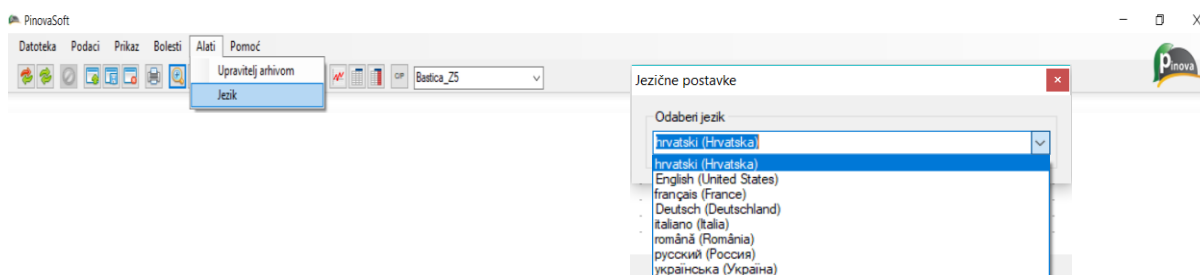 PinovaSoft
Datoteka Podaci Prikaz Bolesti Alati Pomoć
Upravitelj arhivom
Jezik
Bastica_Z5
Pinova
Jezične postavke
Odaberi jezik
hrvatski (Hrvatska)
hrvatski (Hrvatska)
English (United States)
français (France)
Deutsch (Deutschland)
italiano (Italia)
română (România)
русский (Россия)
українська (Україна)